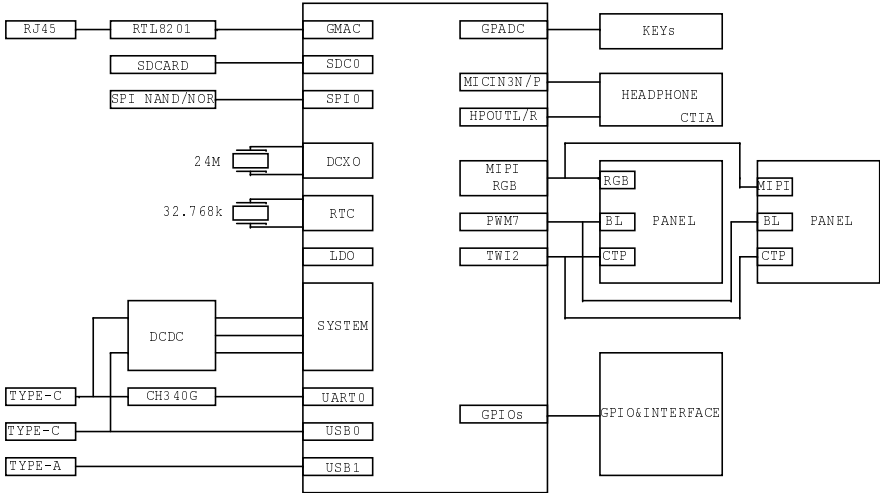 RJ45
RTL8201
GMAC
GPADC
KEYs
SDCARD
SDC0
MICIN3N/P
HEADPHONE
CTIA
SPI NAND/NOR
SPI0
HPOUTL/R
24M
DCXO
MIPI
RGB
RGB
MIPI
32.768k
RTC
PWM7
BL
PANEL
BL
PANEL
LDO
TWI2
CTP
CTP
DCDC
SYSTEM
TYPE-C
CH340G
UART0
GPIOs
GPIO&INTERFACE
TYPE-C
USB0
TYPE-A
USB1